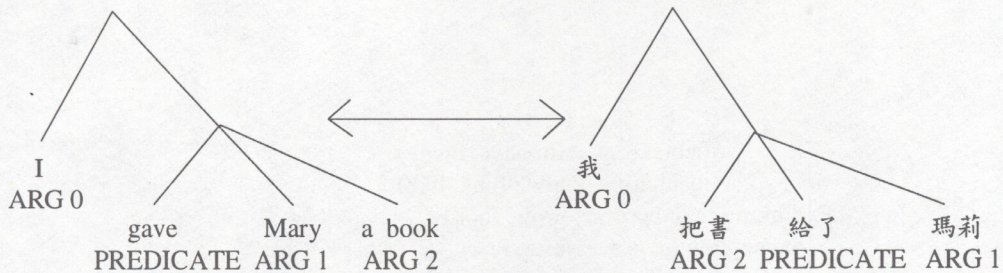 I
ARG 0
gave Mary a book
PREDICATE ARG 1 ARG 2
我
ARG 0
把書 給了 瑪莉
ARG 2 PREDICATE ARG 1